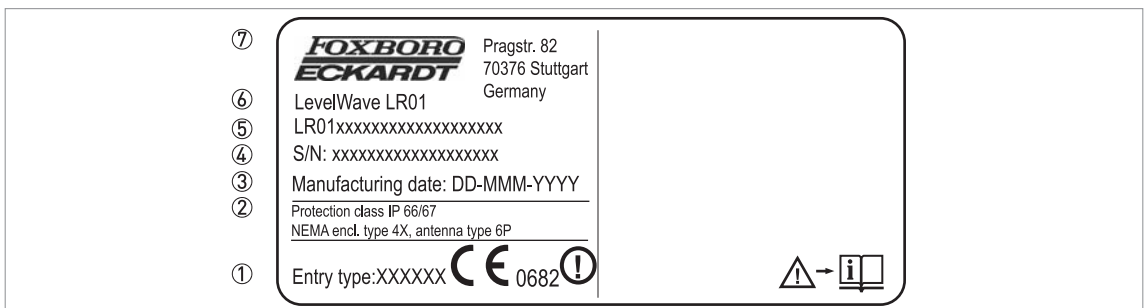 ⑦ FOXBORO Pragstr. 82
ECKARDT 70376 Stuttgart
Germany
⑥ LevelWave LR01
⑤ LR01xxxxxxxxxxxxxxxxxxx
④ S/N: xxxxxxxxxxxxxxxxxxx
③ Manufacturing date: DD-MMM-YYYY
② Protection class IP 66/67
NEMA encl. type 4X, antenna type 6P
① Entry type:XXXXXX CE 0682